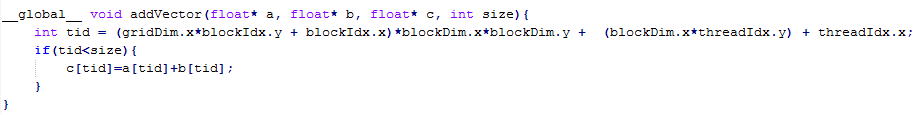 __global__ void addVector(float* a, float* b, float* c, int size){
    int tid = (gridDim.x*blockIdx.y + blockIdx.x)*blockDim.x*blockDim.y +  (blockDim.x*threadIdx.y) + threadIdx.x;
    if(tid<size){
        c[tid]=a[tid]+b[tid];
    }
}